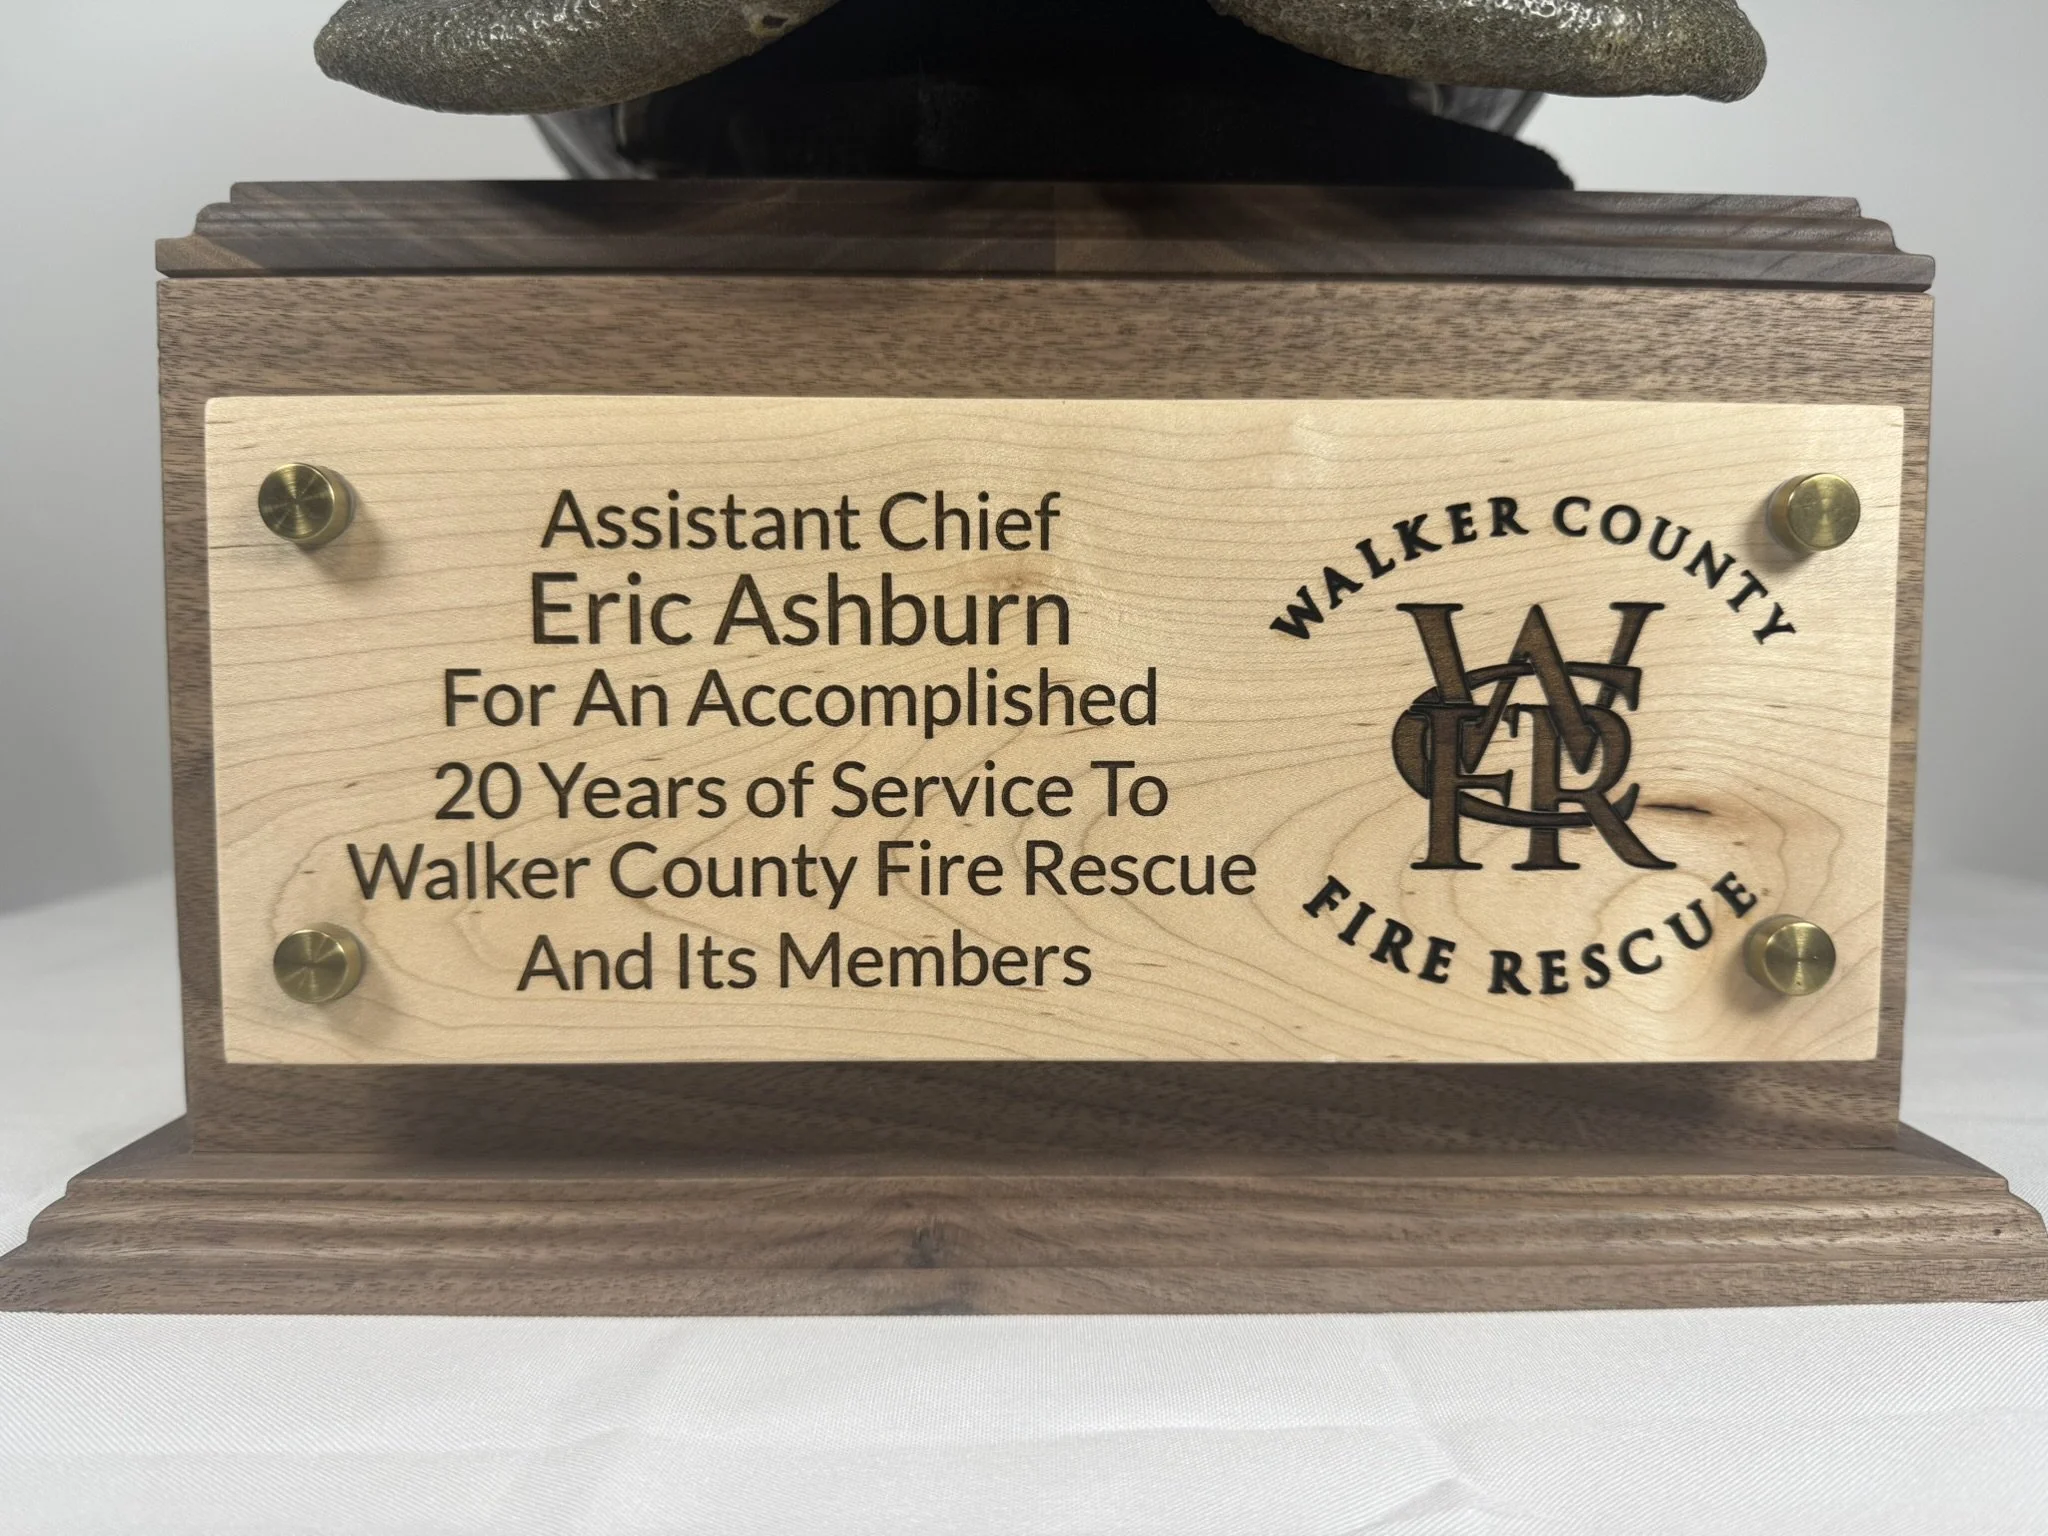 Assistant Chief
Eric Ashburn
For An Accomplished
20 Years of Service To
Walker County Fire Rescue
And Its Members
WALKER COUNTY
WCFR
FIRE RESCUE